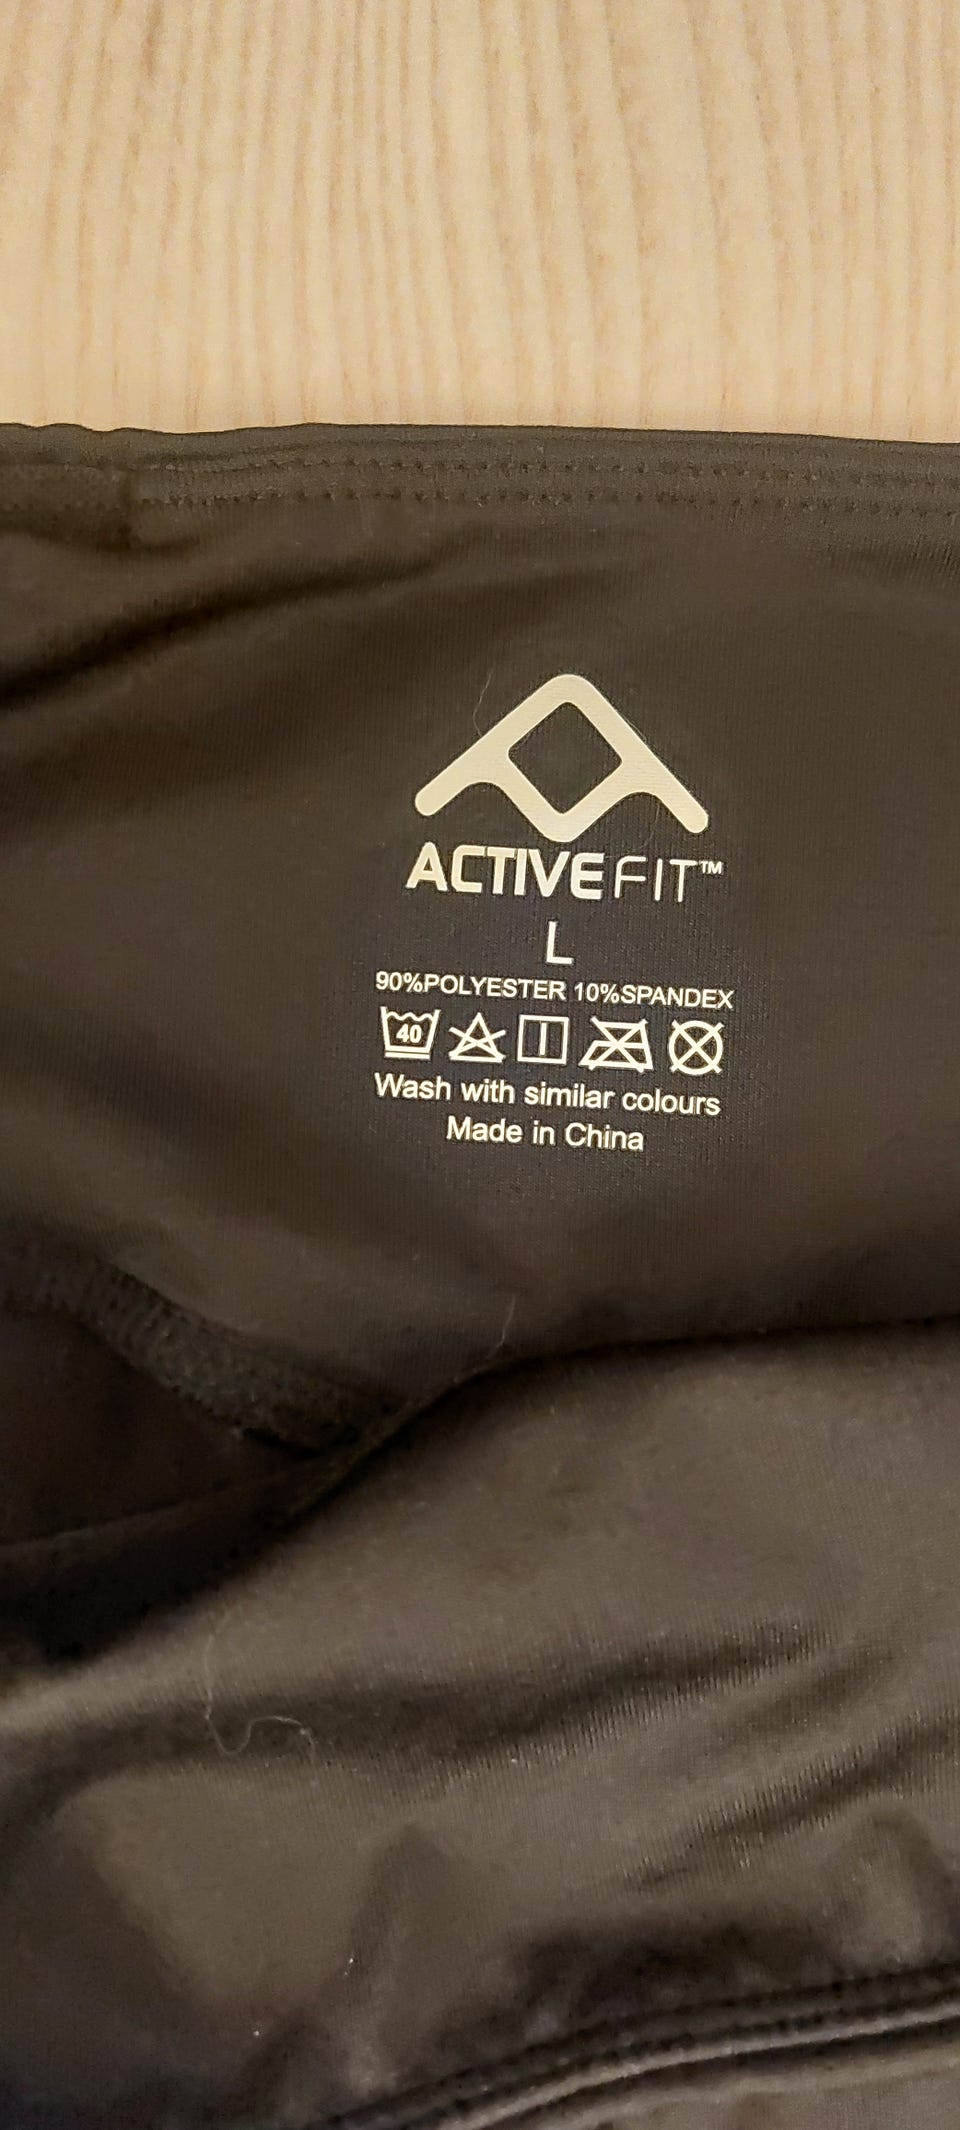 ACTIVEFIT™
L
90%POLYESTER 10%SPANDEX
40
Wash with similar colours
Made in China